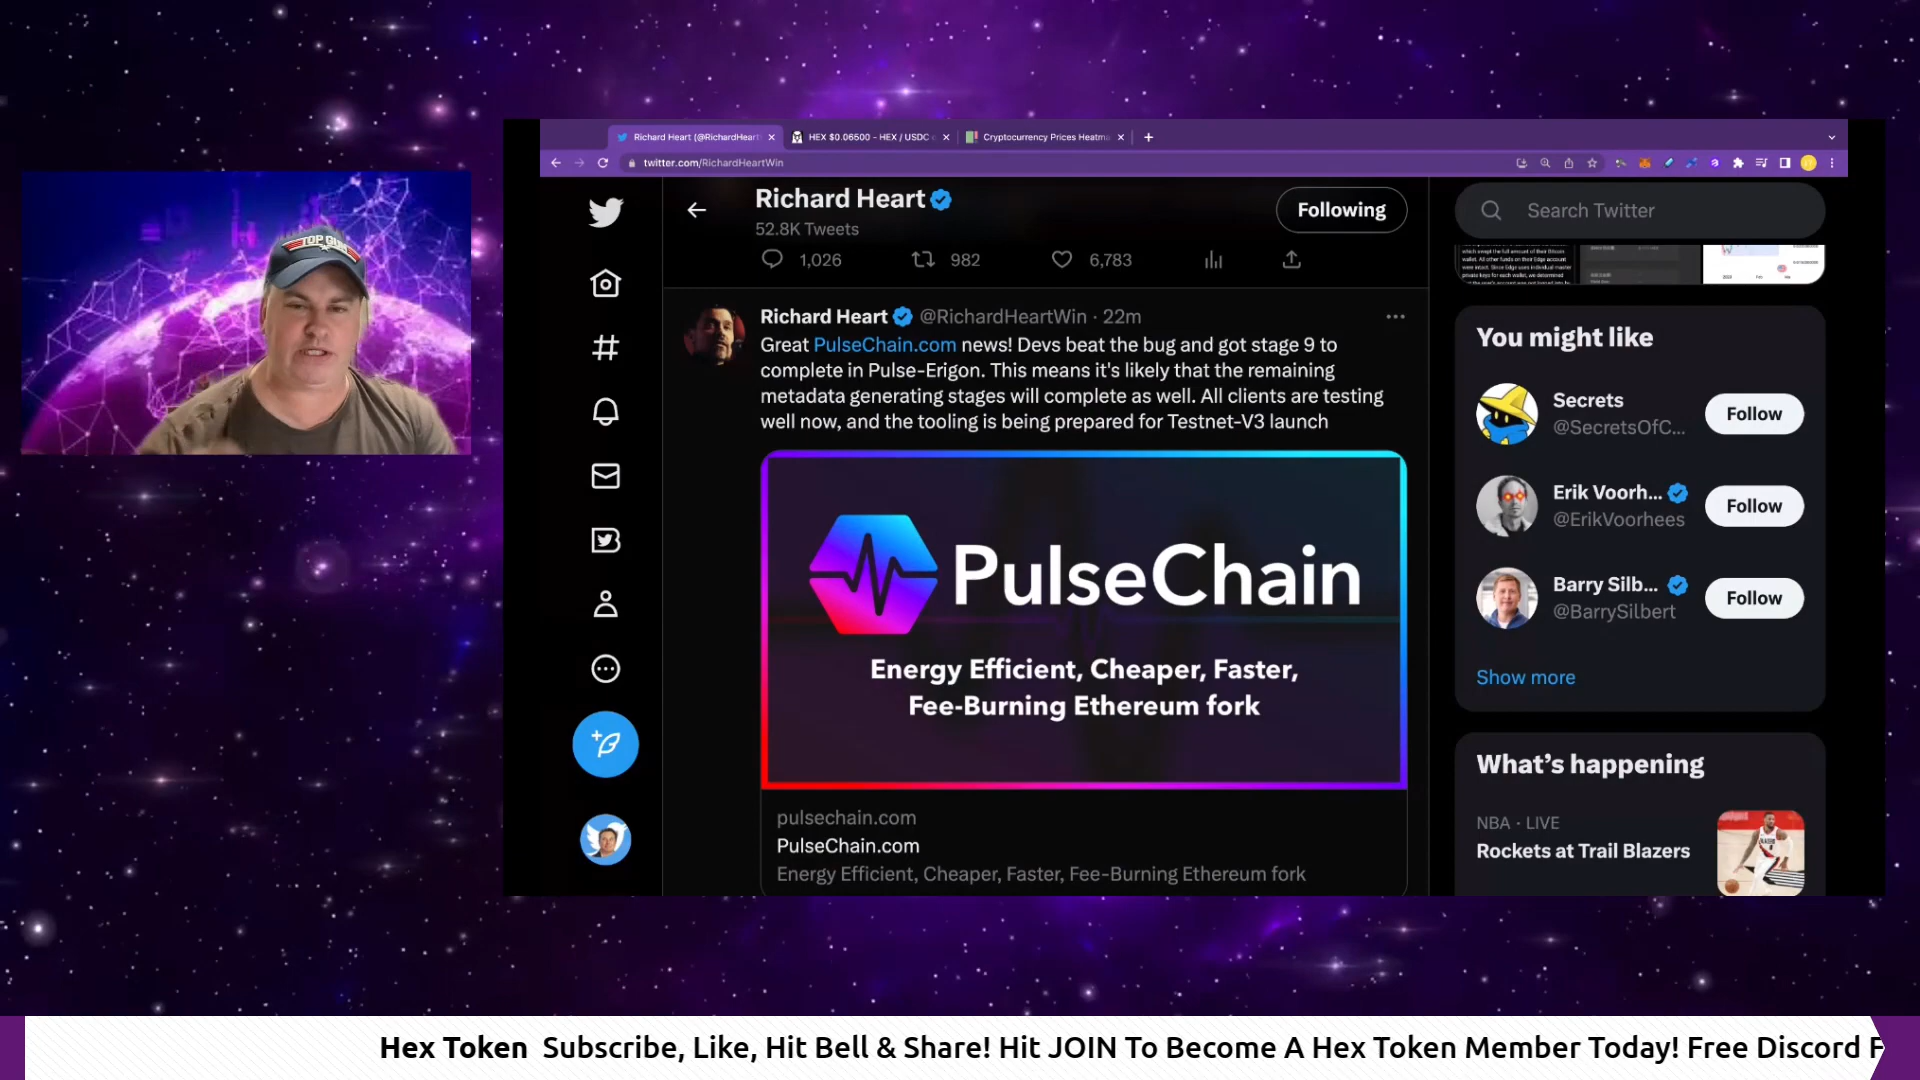 Richard Heart (@RichardHeart
HEX $0.06500 - HEX / USDC
Cryptocurrency Prices Heatma
twitter.com/RichardHeartWin
TOP GUN
Richard Heart
52.8K Tweets
Following
Search Twitter
1,026 982 6,783
Richard Heart @RichardHeartWin · 22m
Great PulseChain.com news! Devs beat the bug and got stage 9 to
complete in Pulse-Erigon. This means it's likely that the remaining
metadata generating stages will complete as well. All clients are testing
well now, and the tooling is being prepared for Testnet-V3 launch
PulseChain
Energy Efficient, Cheaper, Faster,
Fee-Burning Ethereum fork
pulsechain.com
PulseChain.com
Energy Efficient, Cheaper, Faster, Fee-Burning Ethereum fork
You might like
Secrets
@SecretsOfC...
Follow
Erik Voorh...
@ErikVoorhees
Follow
Barry Silb...
@BarrySilbert
Follow
Show more
What's happening
NBA · LIVE
Rockets at Trail Blazers
Hex Token Subscribe, Like, Hit Bell & Share! Hit JOIN To Become A Hex Token Member Today! Free Discord F